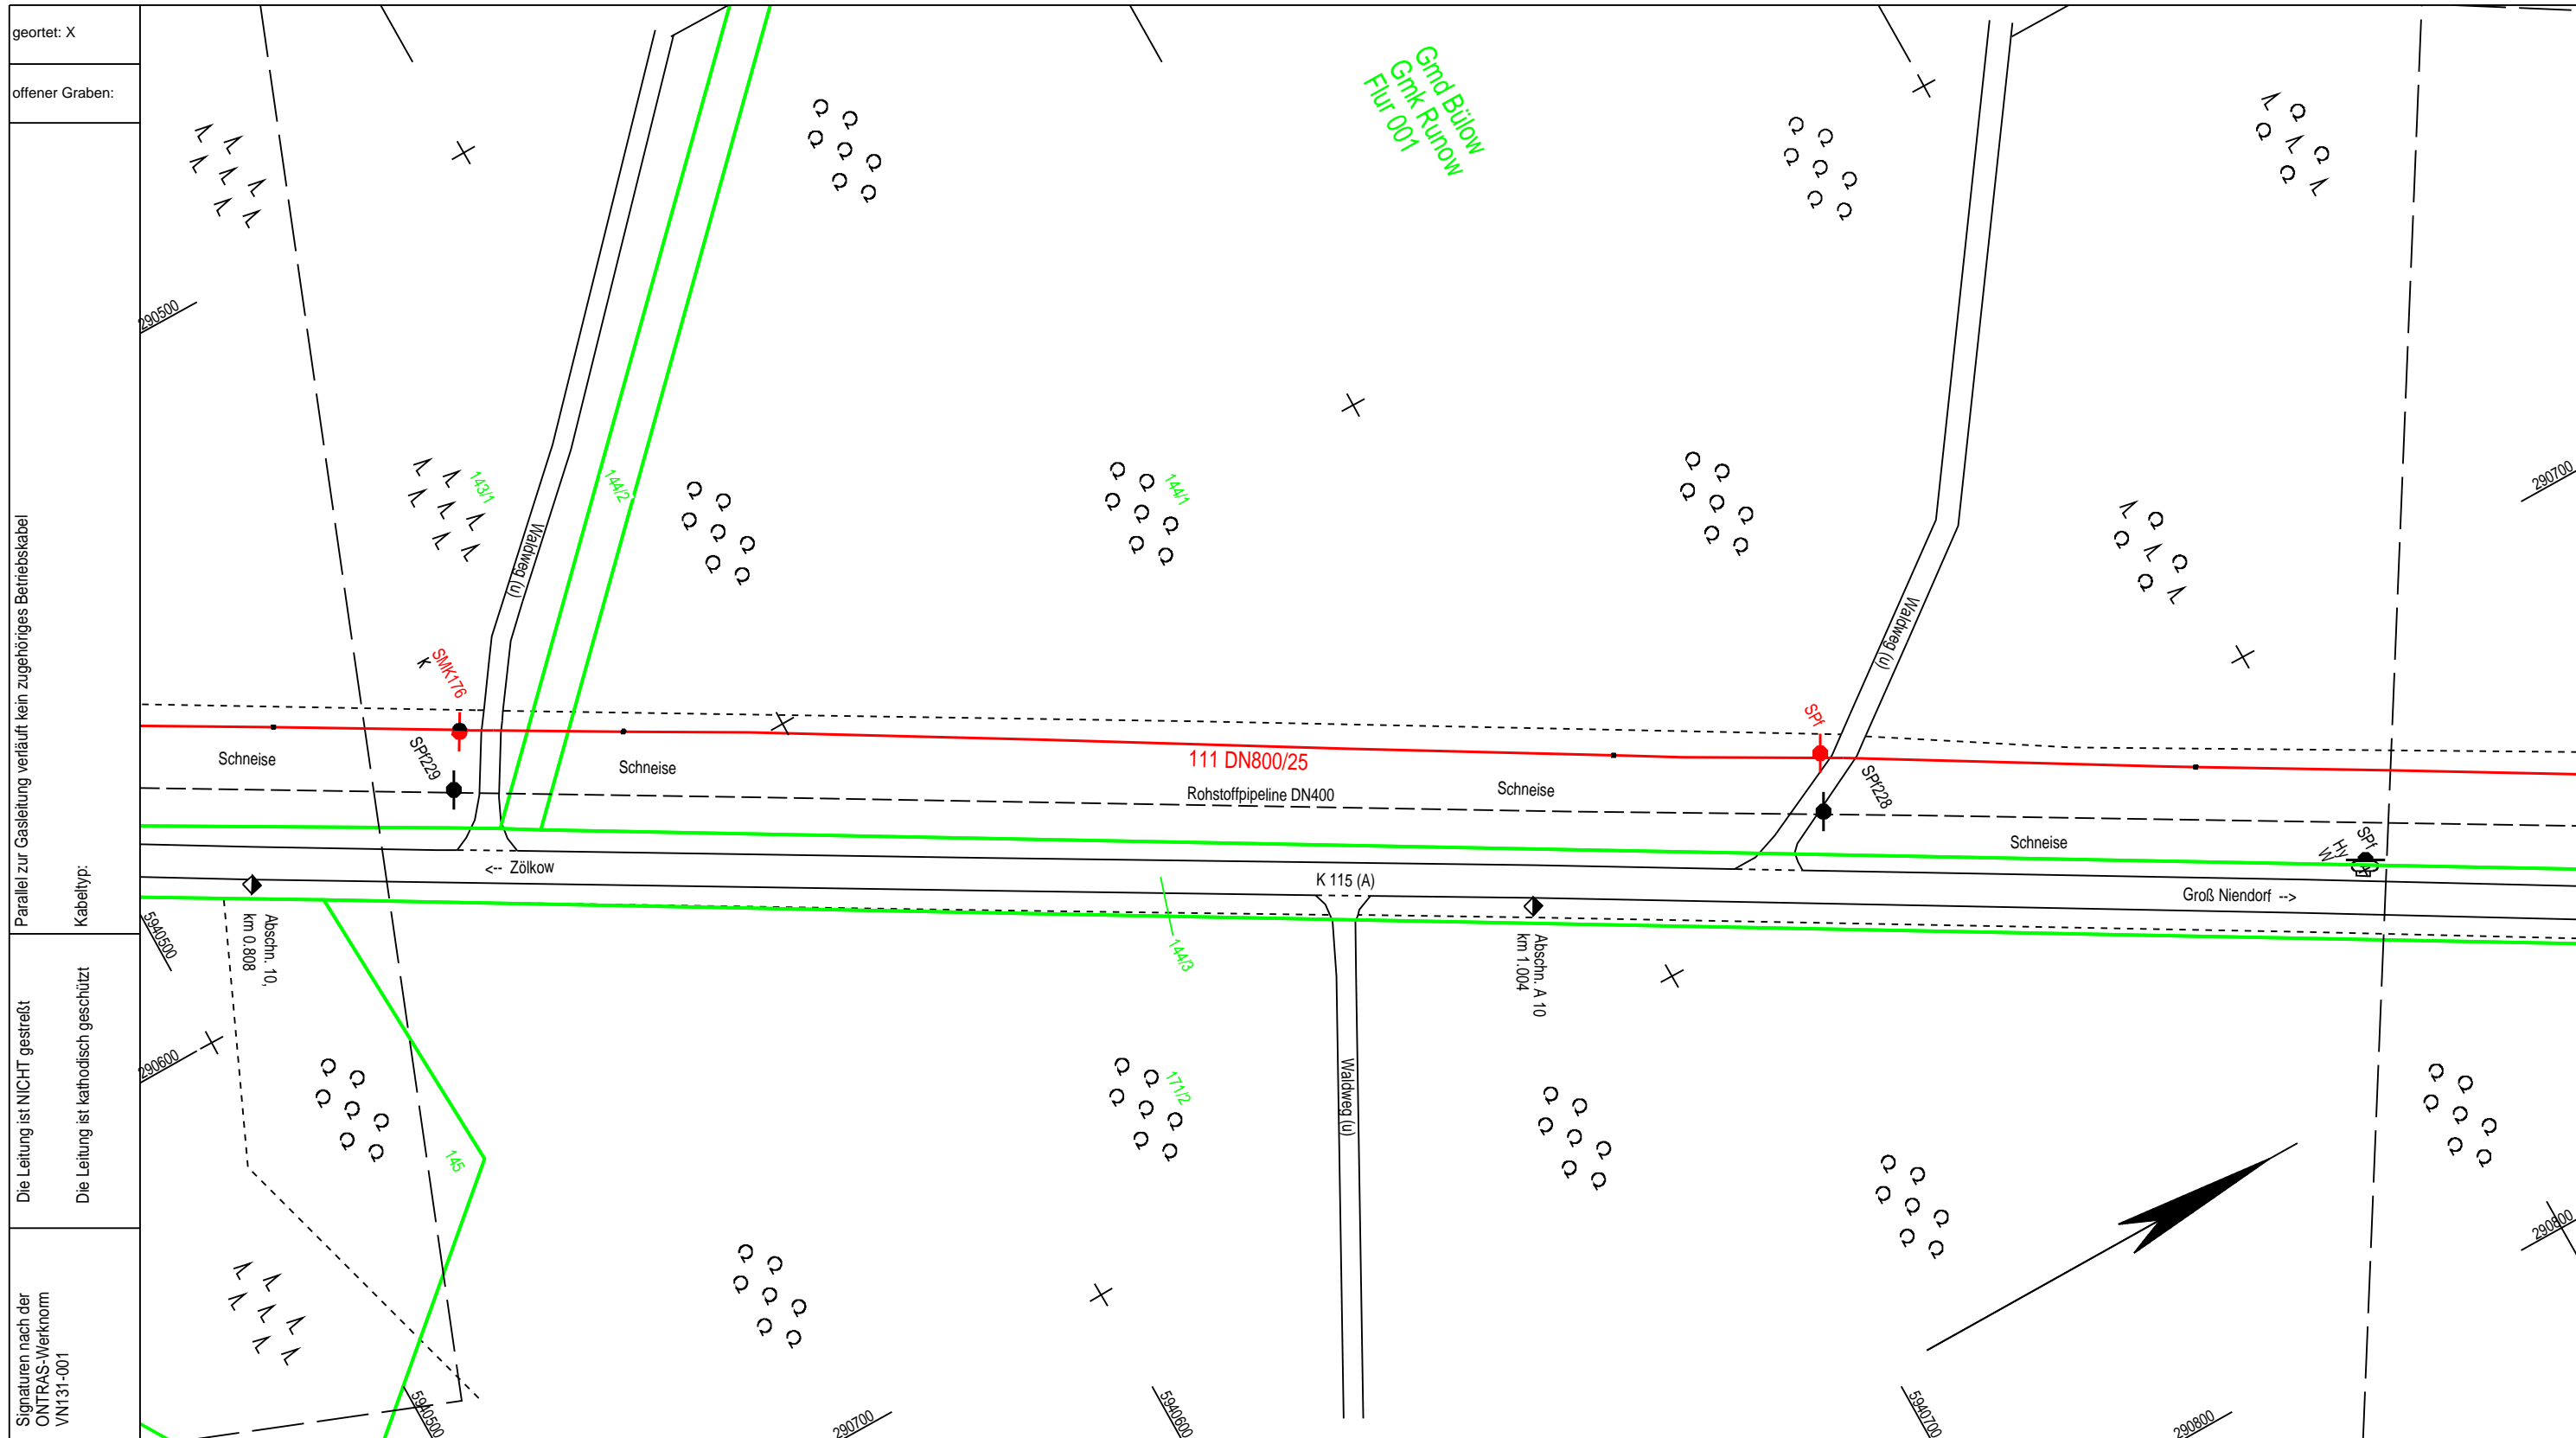 geortet: X
offener Graben:
Parallel zur Gasleitung verläuft kein zugehöriges Betriebskabel
Kabeltyp:
Die Leitung ist NICHT gestreßt
Die Leitung ist kathodisch geschützt
Signaturen nach der
ONTRAS-Werknorm
VN131-001
Gmd Bülow
Gmk Runow
Flur 001
290500
290700
143/1
144/2
144/1
Waldweg (u)
Waldweg (u)
SMK176
K
SPf
SPf229
Schneise
Schneise
111 DN800/25
Rohstoffpipeline DN400
Schneise
SPf228
Schneise
SPf
Hy
W
<-- Zölkow
K 115 (A)
Groß Niendorf -->
5940500
Abschn. 10,
km 0.808
144/3
Abschn. A 10
km 1.004
290600
171/2
Waldweg (u)
145
290800
5940500
290700
5940600
5940700
290800